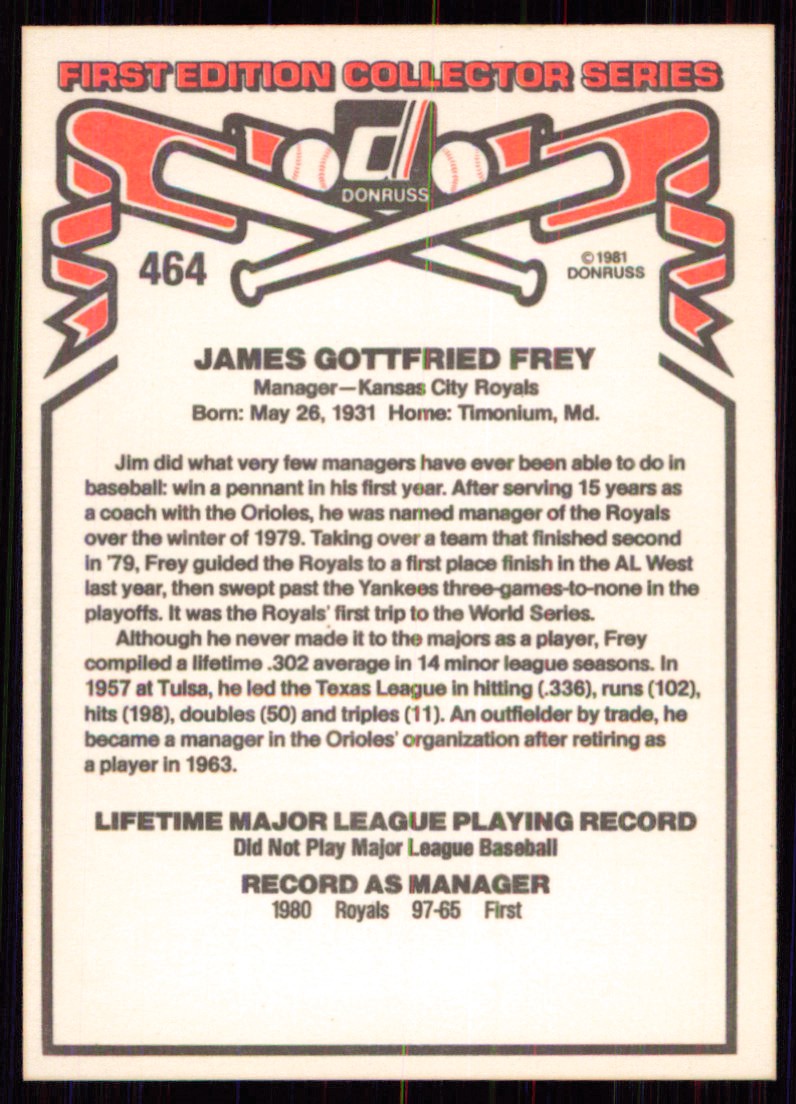 FIRST EDITION COLLECTOR SERIES
d
DONRUSS
464
©1981
DONRUSS
JAMES GOTTFRIED FREY
Manager—Kansas City Royals
Born: May 26, 1931 Home: Timonium, Md.
Jim did what very few managers have ever been able to do in
baseball: win a pennant in his first year. After serving 15 years as
a coach with the Orioles, he was named manager of the Royals
over the winter of 1979. Taking over a team that finished second
in '79, Frey guided the Royals to a first place finish in the AL West
last year, then swept past the Yankees three-games-to-none in the
playoffs. It was the Royals' first trip to the World Series.
Although he never made it to the majors as a player, Frey
compiled a lifetime .302 average in 14 minor league seasons. In
1957 at Tulsa, he led the Texas League in hitting (.336), runs (102),
hits (198), doubles (50) and triples (11). An outfielder by trade, he
became a manager in the Orioles' organization after retiring as
a player in 1963.
LIFETIME MAJOR LEAGUE PLAYING RECORD
Did Not Play Major League Baseball
RECORD AS MANAGER
1980 Royals 97-65 First